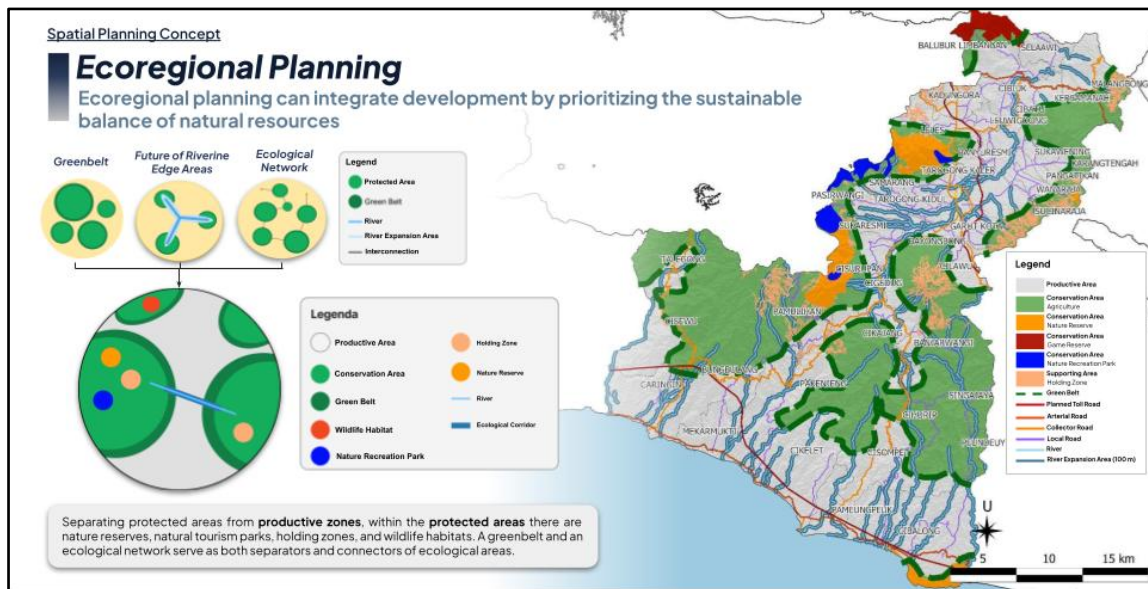 Spatial Planning Concept
Ecoregional Planning
Ecoregional planning can integrate development by prioritizing the sustainable
balance of natural resources
Greenbelt
Future of Riverine
Edge Areas
Ecological
Network
Legend
Protected Area
Green Belt
River
River Expansion Area
Interconnection
Legenda
Productive Area
Conservation Area
Green Belt
Wildlife Habitat
Nature Recreation Park
Holding Zone
Nature Reserve
River
Ecological Corridor
Separating protected areas from productive zones, within the protected areas there are
nature reserves, natural tourism parks, holding zones, and wildlife habitats. A greenbelt and an
ecological network serve as both separators and connectors of ecological areas.
BALUBUR LIMBANGAN
SELAAWI
MALANGBONG
KADUNGORA
CIBIUK
KERSAMANAH
LEUWIGOONG
LELES
BANYURESMI
SUKAWENING
KARANGTENGAH
TAROGONG KALER
PANGATIKAN
SAMARANG
WANARAJA
PASIRWANGI
TAROGONG KIDUL
SUCINARAJA
SUKARESMI
GARUT KOTA
BAYONGBONG
CILAWU
TALEGONG
CISURUPAN
CIGEDUG
CISEWU
PAMULIHAN
CIKAJANG
BANJARWANGI
BUNGBULANG
CARINGIN
PAKENJENG
SINGAJAYA
CIHURIP
MEKARMUKTI
PEUNDEUY
CIKELET
CISOMPET
PAMEUNGPEUK
CIBALONG
Legend
Productive Area
Conservation Area
Agriculture
Conservation Area
Nature Reserve
Conservation Area
Game Reserve
Conservation Area
Nature Recreation Park
Supporting Area
Holding Zone
Green Belt
Planned Toll Road
Arterial Road
Collector Road
Local Road
River
River Expansion Area (100 m)
U
5 10 15 km